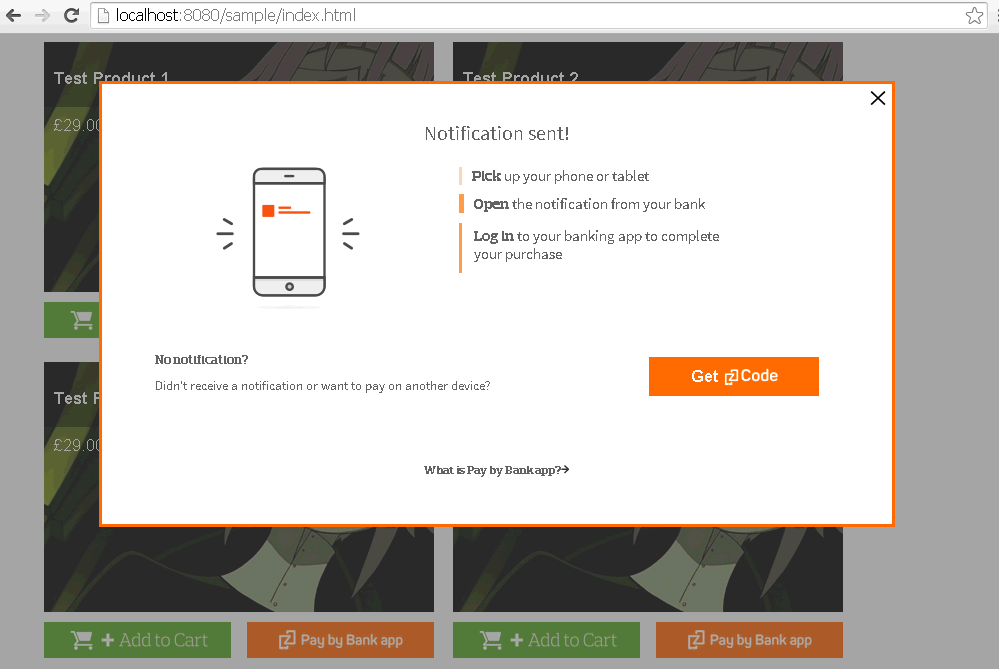 localhost:8080/sample/index.html
Test Product 1
Test Product 2
£29.00
Notification sent!
Pick up your phone or tablet
Open the notification from your bank
Log in to your banking app to complete
your purchase
No notification?
Didn't receive a notification or want to pay on another device?
Get Code
Test P
£29.00
What is Pay by Bank app?→
+ Add to Cart
Pay by Bank app
+ Add to Cart
Pay by Bank app